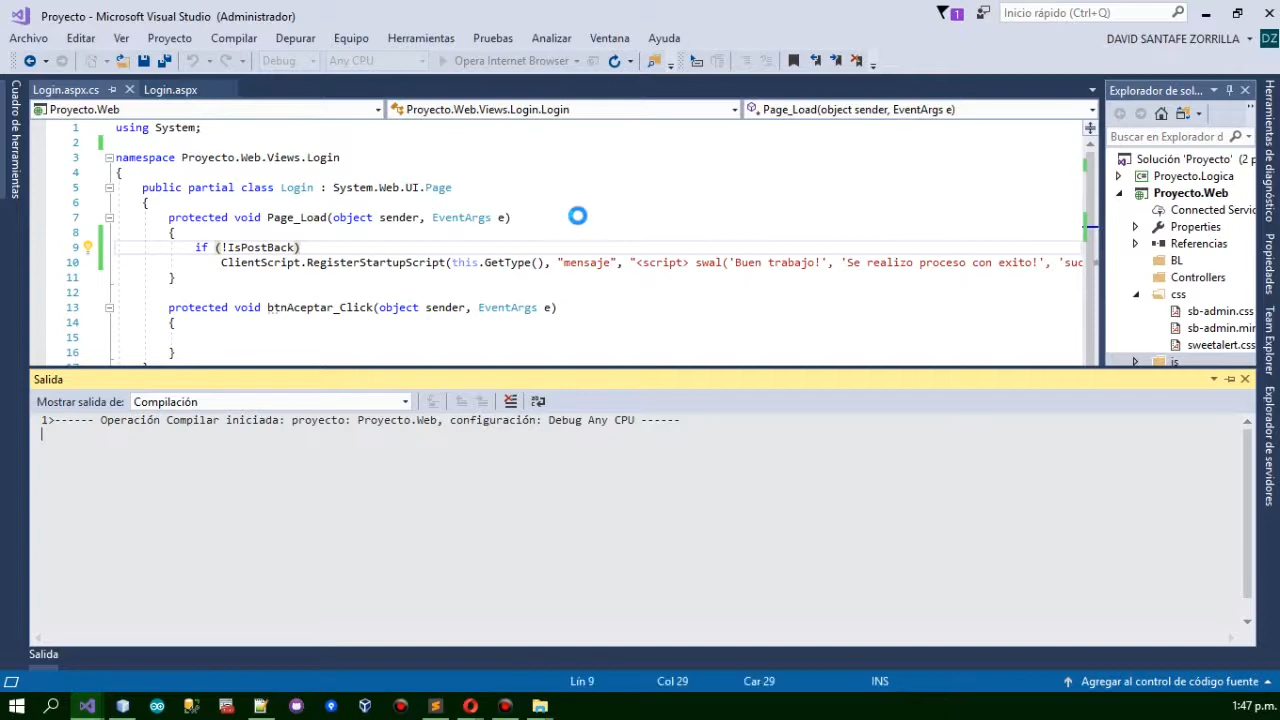 Proyecto - Microsoft Visual Studio (Administrador)
1
Inicio rápido (Ctrl+Q)
Archivo Editar Ver Proyecto Compilar Depurar Equipo Herramientas Pruebas Analizar Ventana Ayuda
DAVID SANTAFE ZORRILLA
DZ
Debug Any CPU Opera Internet Browser
Login.aspx.cs Login.aspx
Explorador de sol...
Proyecto.Web Proyecto.Web.Views.Login.Login Page_Load(object sender, EventArgs e)
Cuadro de herramientas
1 using System;
2
3 namespace Proyecto.Web.Views.Login
4 {
5 public partial class Login : System.Web.UI.Page
6 {
7 protected void Page_Load(object sender, EventArgs e)
8 {
9 if (!IsPostBack)
10 ClientScript.RegisterStartupScript(this.GetType(), "mensaje", "<script> swal('Buen trabajo!', 'Se realizo proceso con exito!', 'suc
11 }
12
13 protected void btnAceptar_Click(object sender, EventArgs e)
14 {
15
16 }
Buscar en Explorador d
Solución 'Proyecto' (2 p
Proyecto.Logica
Proyecto.Web
Connected Servic
Properties
Referencias
BL
Controllers
css
sb-admin.css
sb-admin.mir
sweetalert.css
js
Herramientas de diagnóstico
Propiedades
Team Explorer
Explorador de servidores
Salida
Mostrar salida de: Compilación
1>------ Operación Compilar iniciada: proyecto: Proyecto.Web, configuración: Debug Any CPU ------
Salida
Lín 9 Col 29 Car 29 INS Agregar al control de código fuente
1:47 p.m.